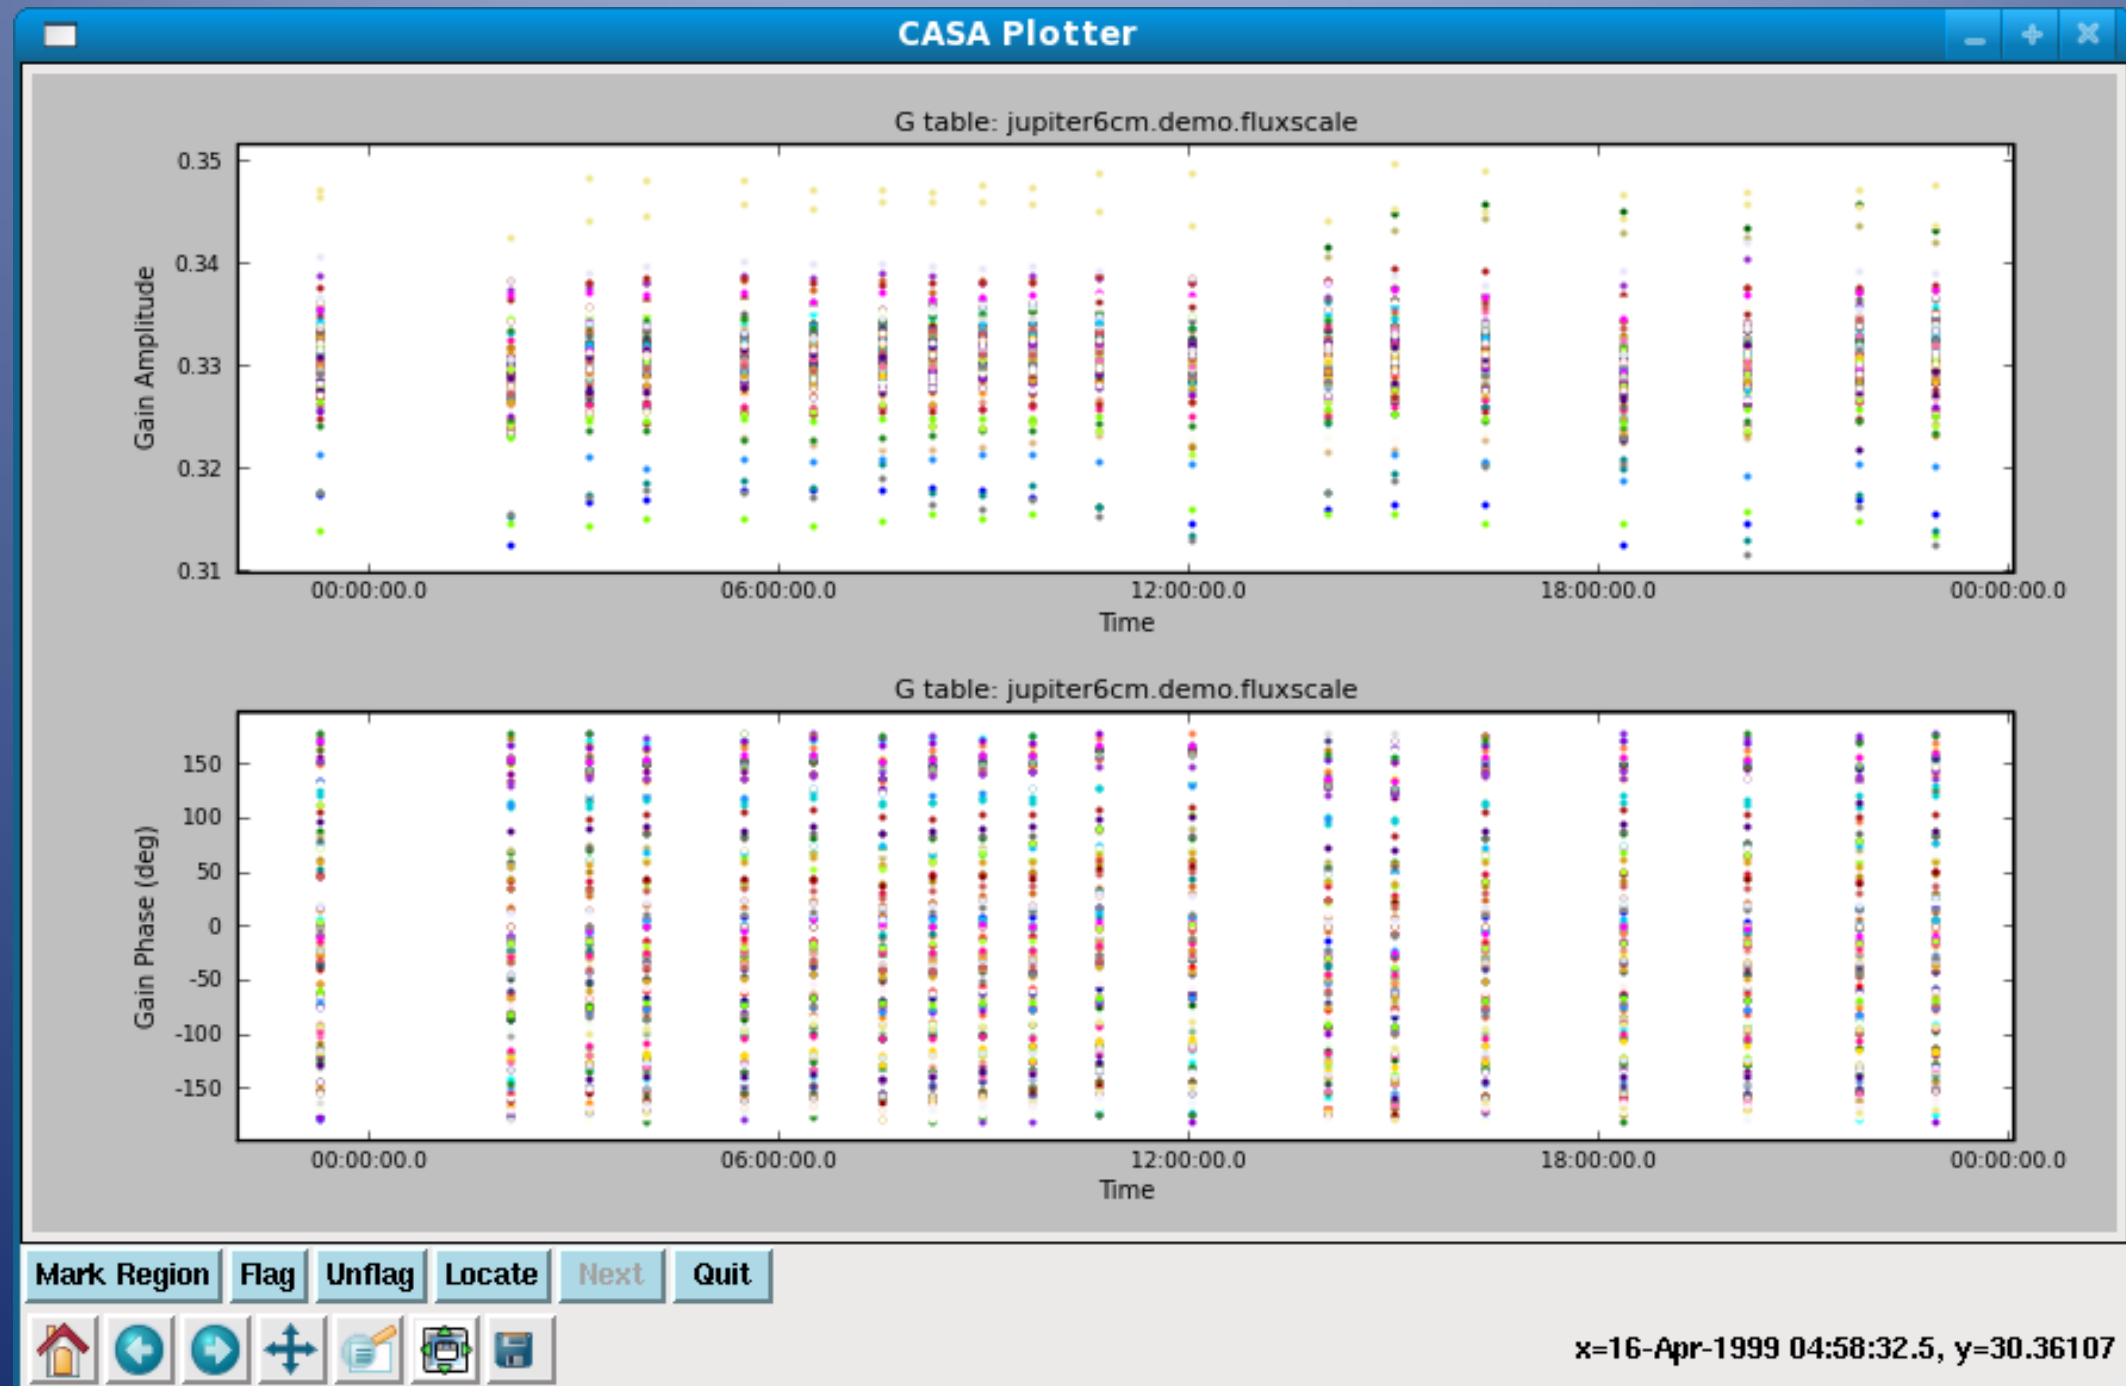 CASA Plotter
G table: jupiter6cm.demo.fluxscale
Gain Amplitude
0.35
0.34
0.33
0.32
0.31
00:00:00.0 06:00:00.0 12:00:00.0 18:00:00.0 00:00:00.0
Time
G table: jupiter6cm.demo.fluxscale
Gain Phase (deg)
150
100
50
0
-50
-100
-150
00:00:00.0 06:00:00.0 12:00:00.0 18:00:00.0 00:00:00.0
Time
Mark Region Flag Unflag Locate Next Quit
x=16-Apr-1999 04:58:32.5, y=30.36107